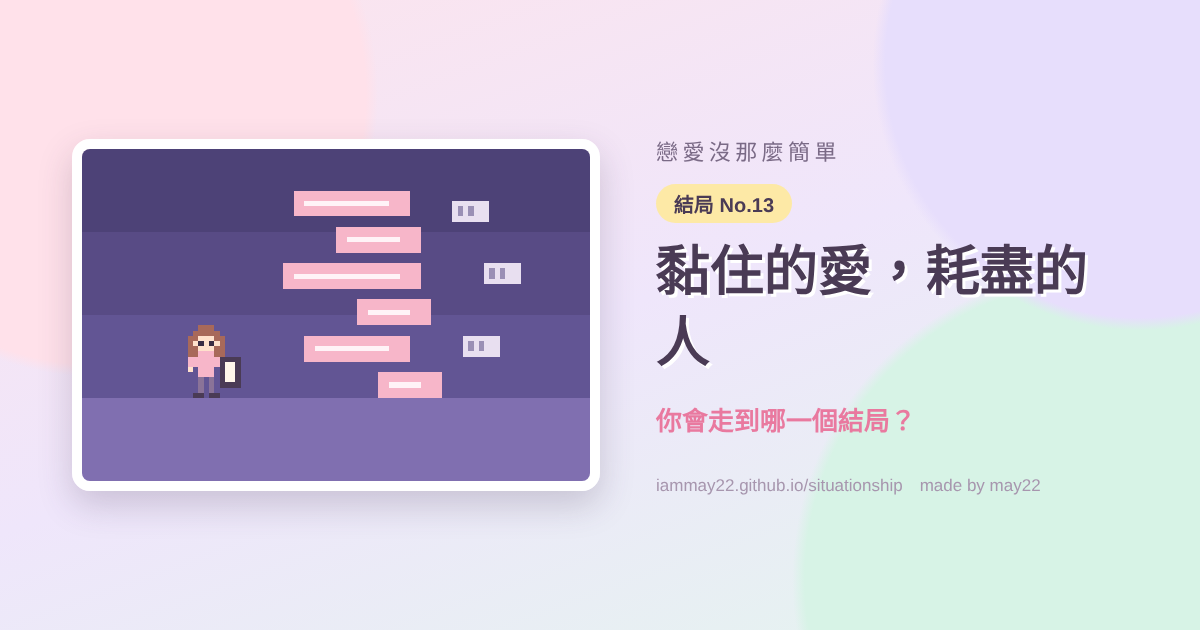 戀愛沒那麼簡單
結局 No.13
黏住的愛，耗盡的
人
你會走到哪一個結局？
iammay22.github.io/situationship made by may22